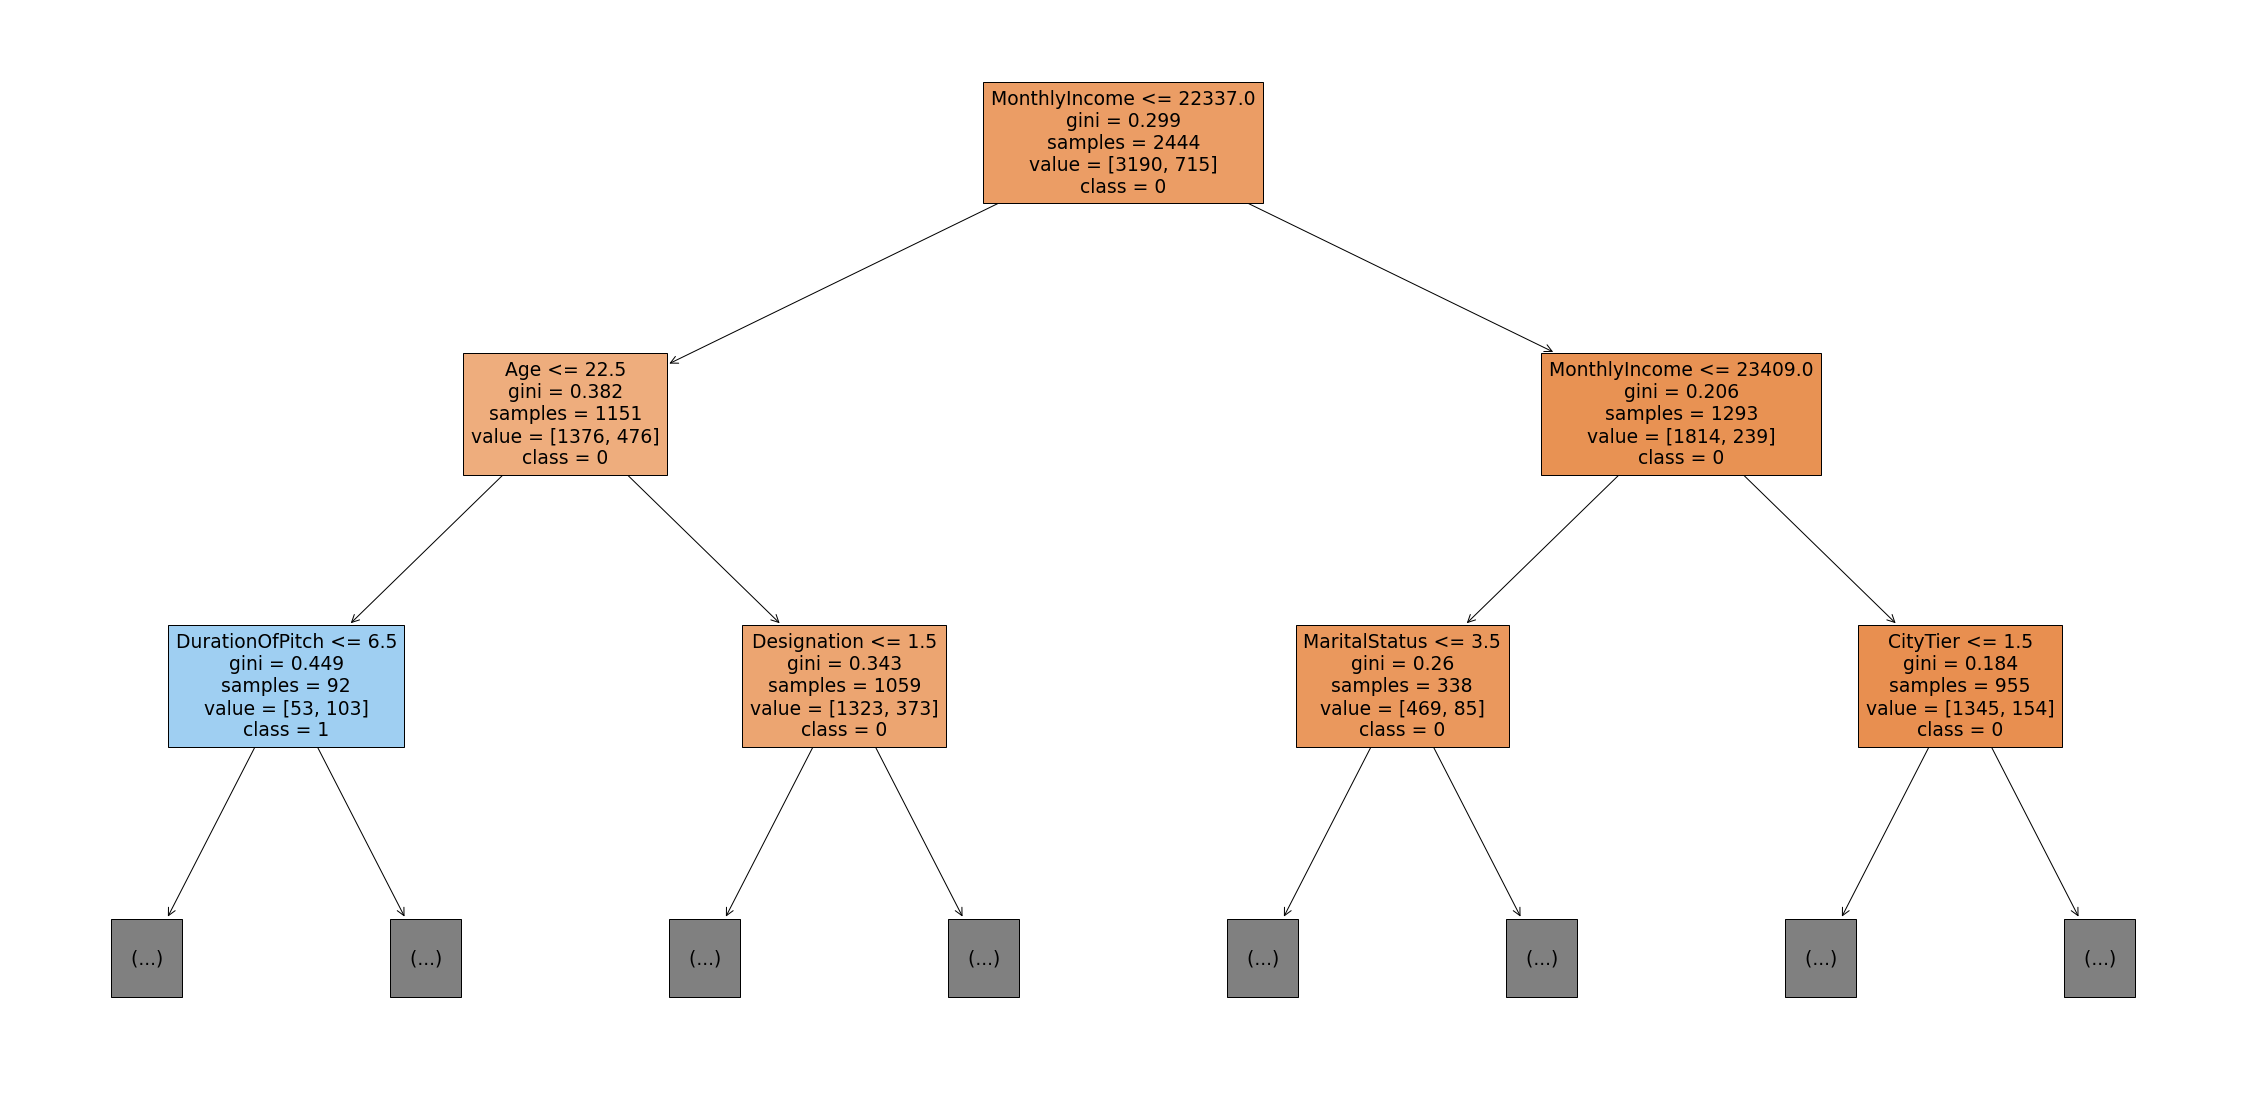 MonthlyIncome <= 22337.0
gini = 0.299
samples = 2444
value = [3190, 715]
class = 0
Age <= 22.5
gini = 0.382
samples = 1151
value = [1376, 476]
class = 0
MonthlyIncome <= 23409.0
gini = 0.206
samples = 1293
value = [1814, 239]
class = 0
DurationOfPitch <= 6.5
gini = 0.449
samples = 92
value = [53, 103]
class = 1
Designation <= 1.5
gini = 0.343
samples = 1059
value = [1323, 373]
class = 0
MaritalStatus <= 3.5
gini = 0.26
samples = 338
value = [469, 85]
class = 0
CityTier <= 1.5
gini = 0.184
samples = 955
value = [1345, 154]
class = 0
(...)
(...)
(...)
(...)
(...)
(...)
(...)
(...)